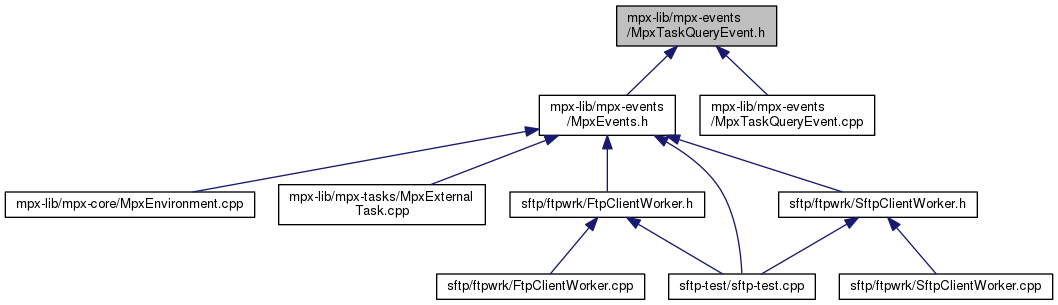 mpx-lib/mpx-events
/MpxTaskQueryEvent.h
mpx-lib/mpx-events
/MpxEvents.h
mpx-lib/mpx-events
/MpxTaskQueryEvent.cpp
mpx-lib/mpx-core/MpxEnvironment.cpp
mpx-lib/mpx-tasks/MpxExternal
Task.cpp
sftp/ftpwrk/FtpClientWorker.h
sftp/ftpwrk/SftpClientWorker.h
sftp/ftpwrk/FtpClientWorker.cpp
sftp-test/sftp-test.cpp
sftp/ftpwrk/SftpClientWorker.cpp